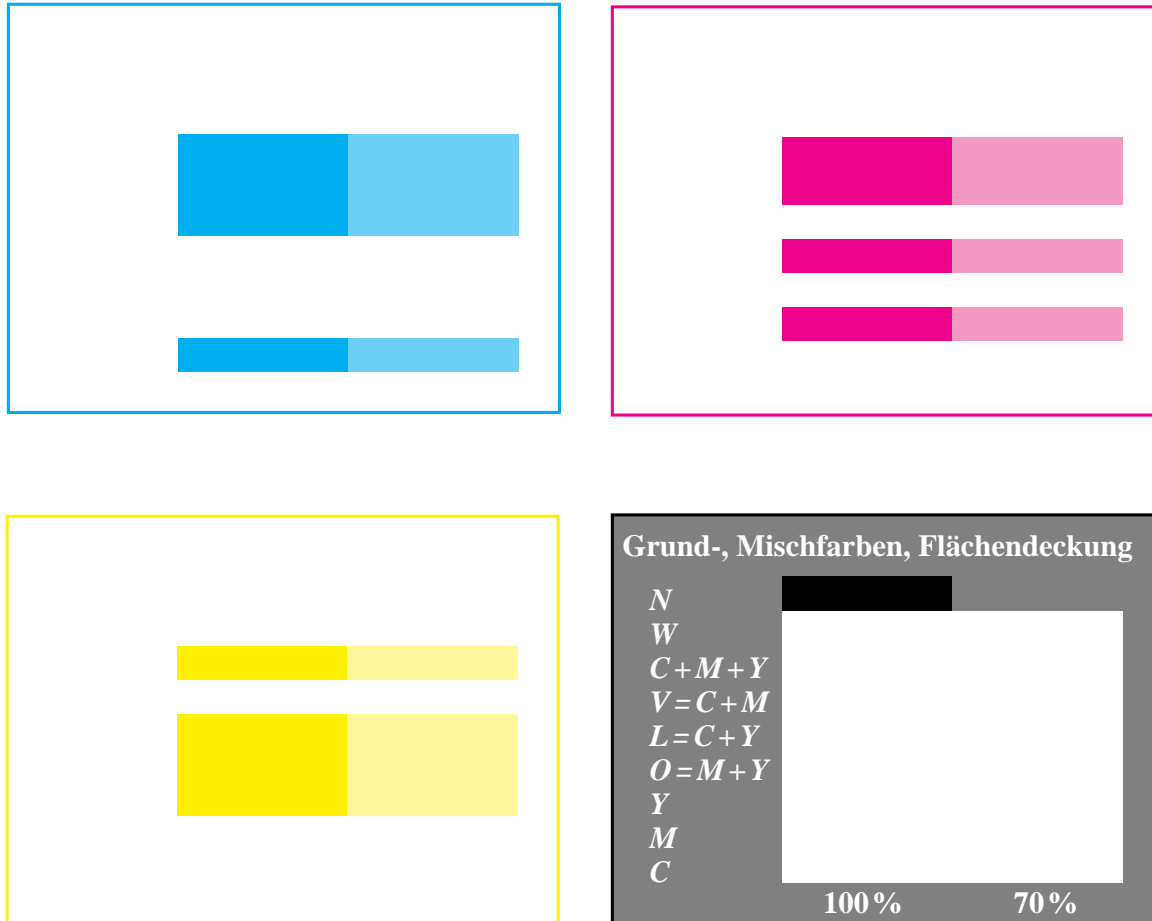 Grund-, Mischfarben, Flächendeckung
N
W
C+M+Y
V=C+M
L=C+Y
O=M+Y
Y
M
C
100% 70%